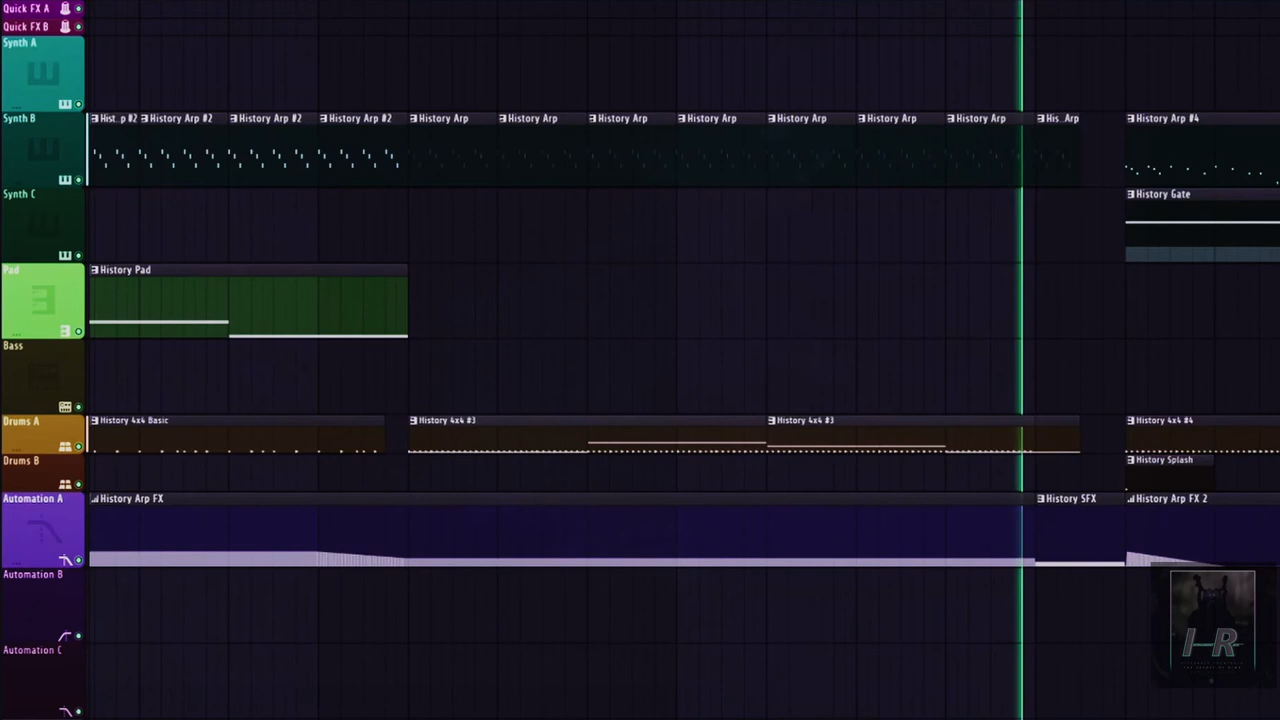 Quick FX A
Quick FX B
Synth A
Synth B
Hist_p #2 History Arp #2 History Arp #2 History Arp #2 History Arp History Arp History Arp History Arp History Arp History Arp History Arp His_Arp History Arp #4
Synth C
History Gate
Pad
History Pad
Bass
Drums A
History 4x4 Basic History 4x4 #3 History 4x4 #3 History 4x4 #4
Drums B
History Splash
Automation A
History Arp FX History SFX History Arp FX 2
Automation B
Automation C